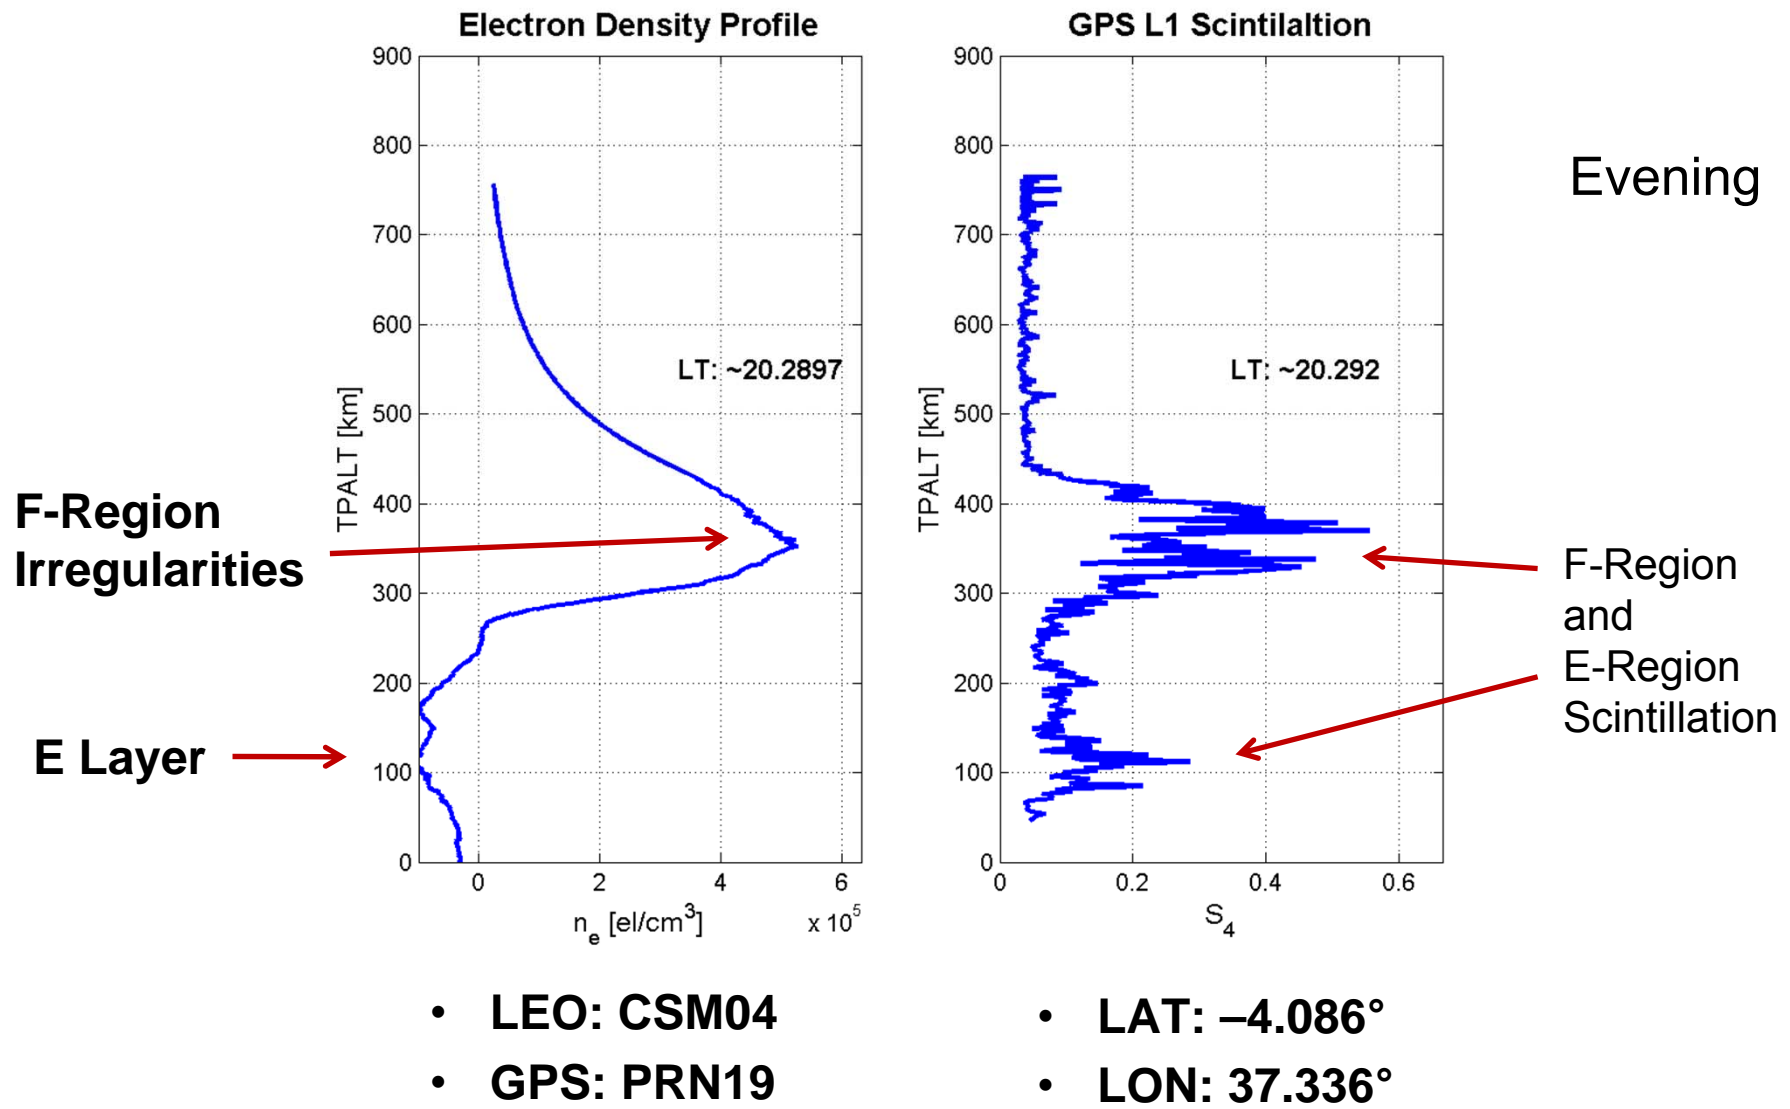 Electron Density Profile
900
800
700
600
500
400
300
200
100
0
TPALT [km]
LT: ~20.2897
0
2
4
6
n_e [el/cm^3]
x 10^5
GPS L1 Scintilaltion
900
800
700
600
500
400
300
200
100
0
TPALT [km]
LT: ~20.292
0
0.2
0.4
0.6
S_4
Evening
F-Region
Irregularities
E Layer
F-Region
and
E-Region
Scintillation
• LEO: CSM04
• GPS: PRN19
• LAT: –4.086°
• LON: 37.336°